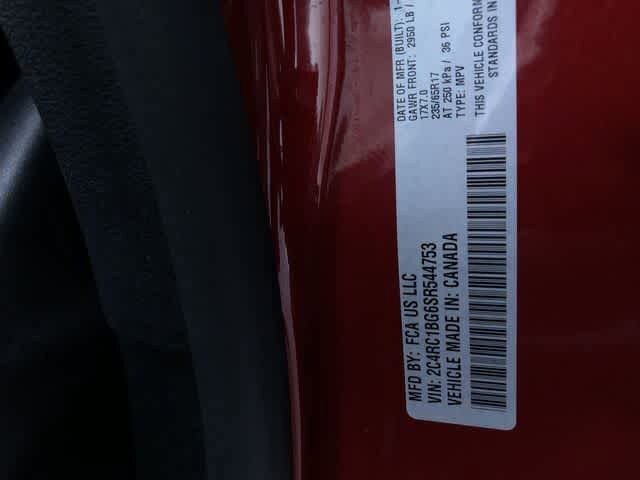 MFD BY: FCA US LLC
DATE OF MFR (BUILT): 1-
GAWR FRONT: 2950 LB /
17X7.0
235/65R17
AT 250 kPa / 36 PSI
TYPE: MPV
THIS VEHICLE CONFORM
STANDARDS IN
VIN: 2C4RC1BG6SR544753
VEHICLE MADE IN: CANADA